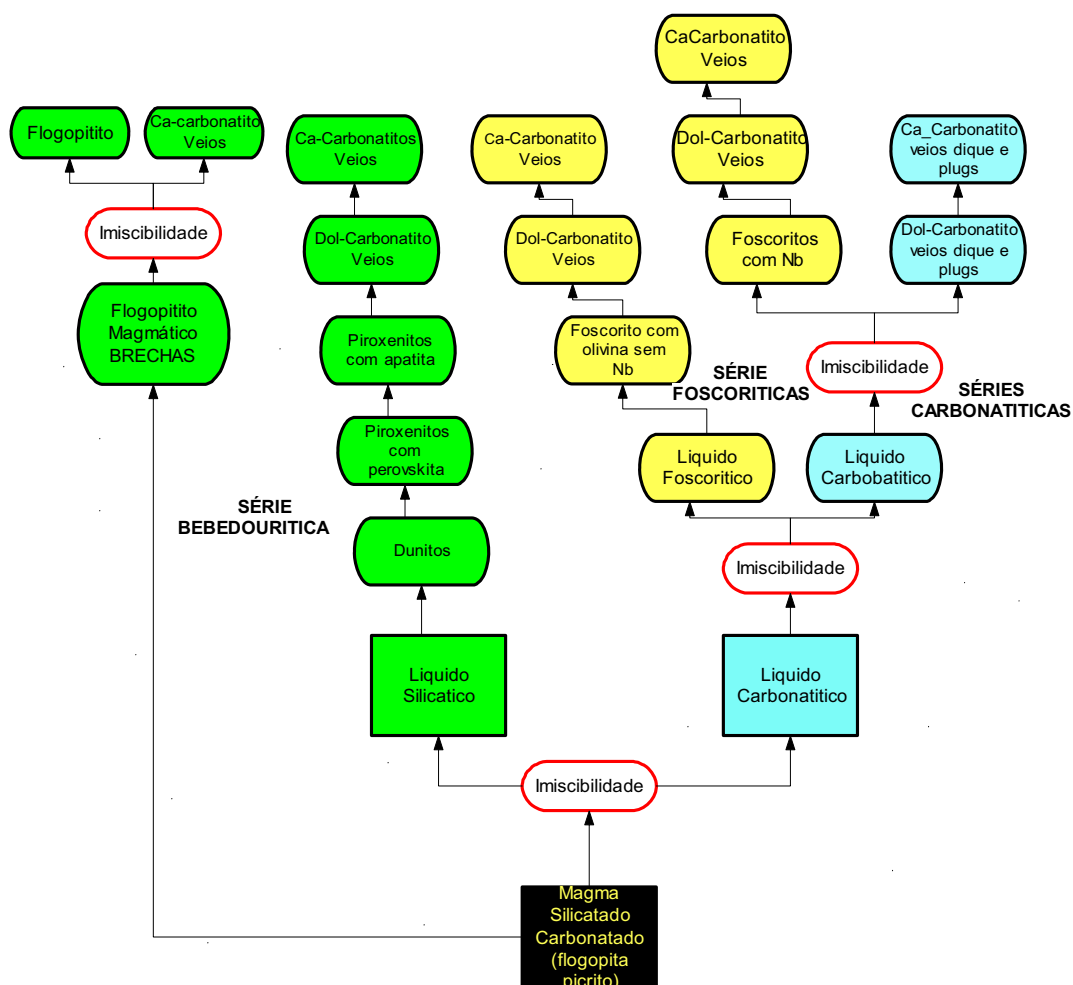 CaCarbonatito
Veios
Flogopitito
Ca-carbonatito
Veios
Ca-Carbonatitos
Veios
Ca-Carbonatito
Veios
Dol-Carbonatito
Veios
Ca_Carbonatito
veios dique e
plugs
Imiscibilidade
Dol-Carbonatito
Veios
Dol-Carbonatito
Veios
Foscoritos
com Nb
Dol-Carbonatito
veios dique e
plugs
Flogopitito
Magmático
BRECHAS
Piroxenitos
com apatita
Foscorito com
olivina sem
Nb
SÉRIE
FOSCORITICAS
Imiscibilidade
SÉRIES
CARBONATITICAS
Piroxenitos
com
perovskita
Liquido
Foscoritico
Liquido
Carbobatitico
SÉRIE
BEBEDOURITICA
Dunitos
Imiscibilidade
Liquido
Silicatico
Liquido
Carbonatitico
Imiscibilidade
Magma
Silicatado
Carbonatado
(flogopita
picrito)